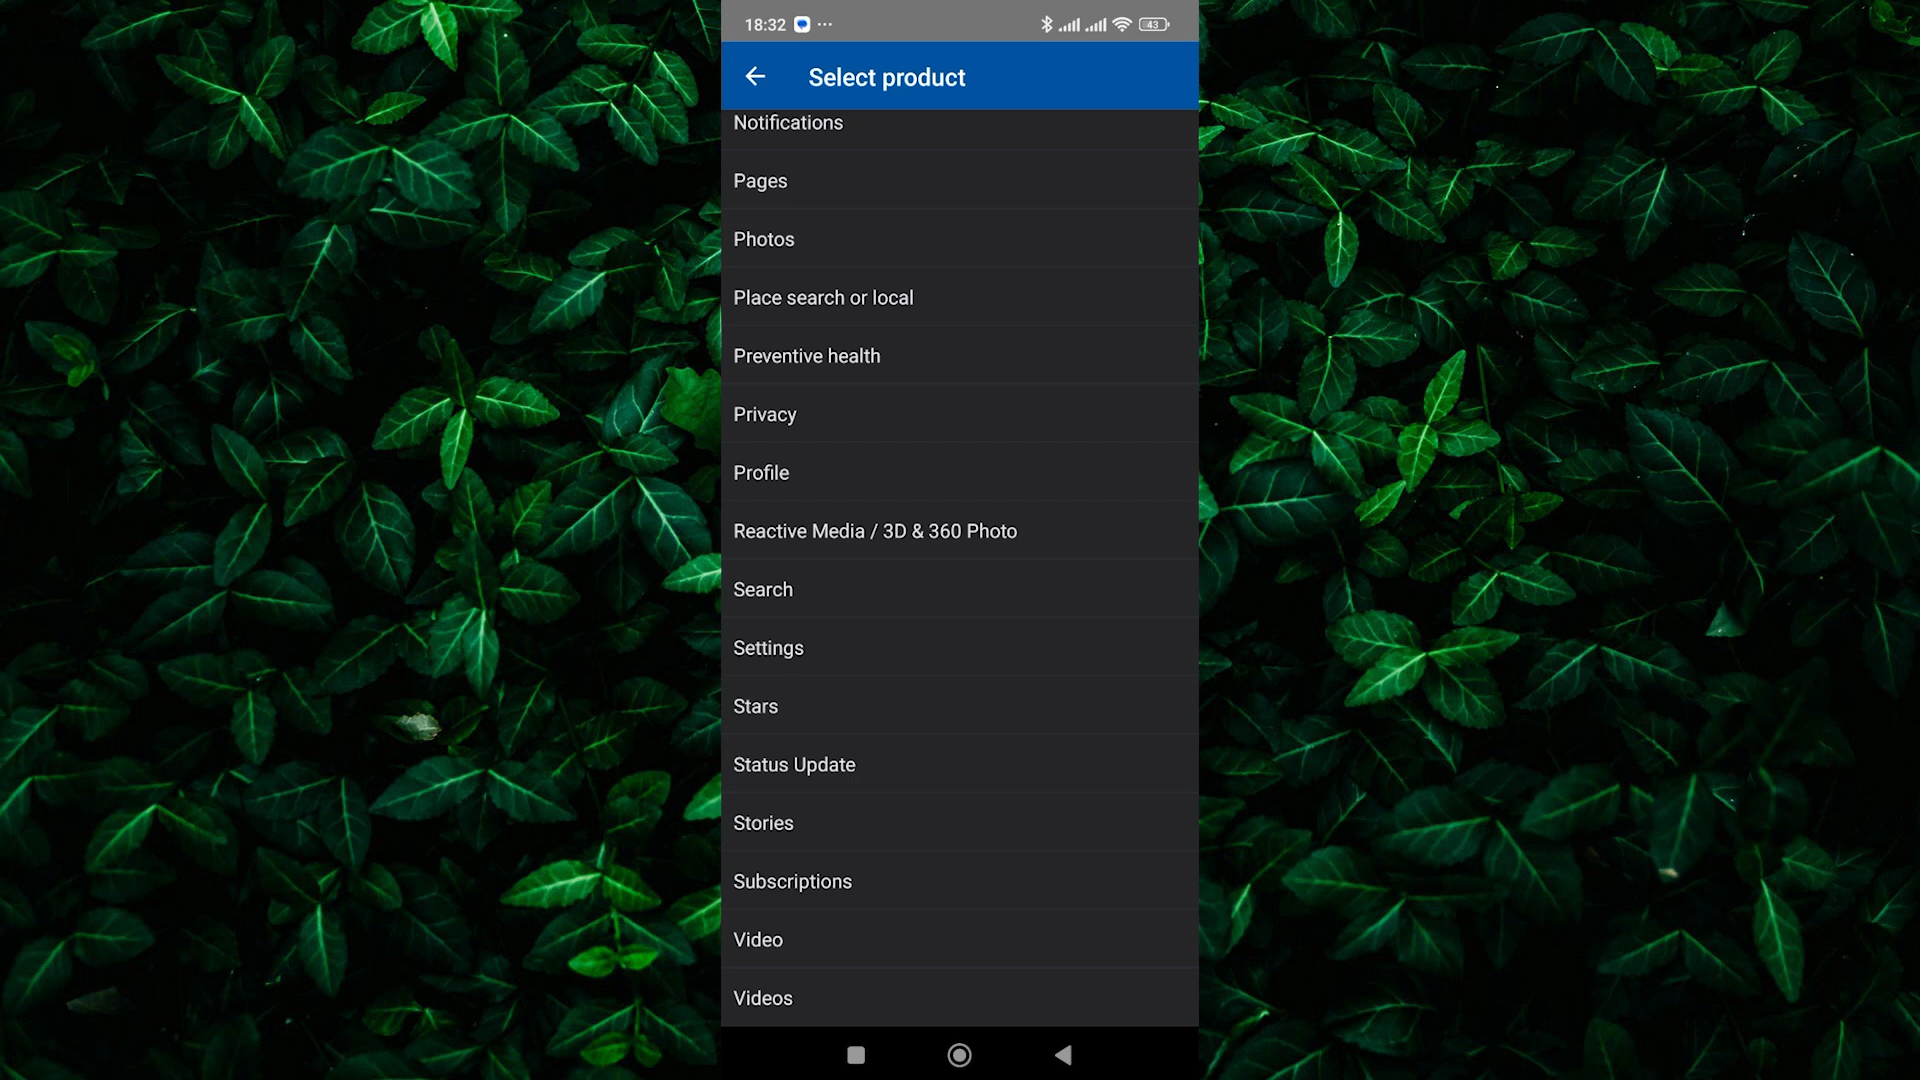 18:32 ... 43
Select product
Notifications
Pages
Photos
Place search or local
Preventive health
Privacy
Profile
Reactive Media / 3D & 360 Photo
Search
Settings
Stars
Status Update
Stories
Subscriptions
Video
Videos